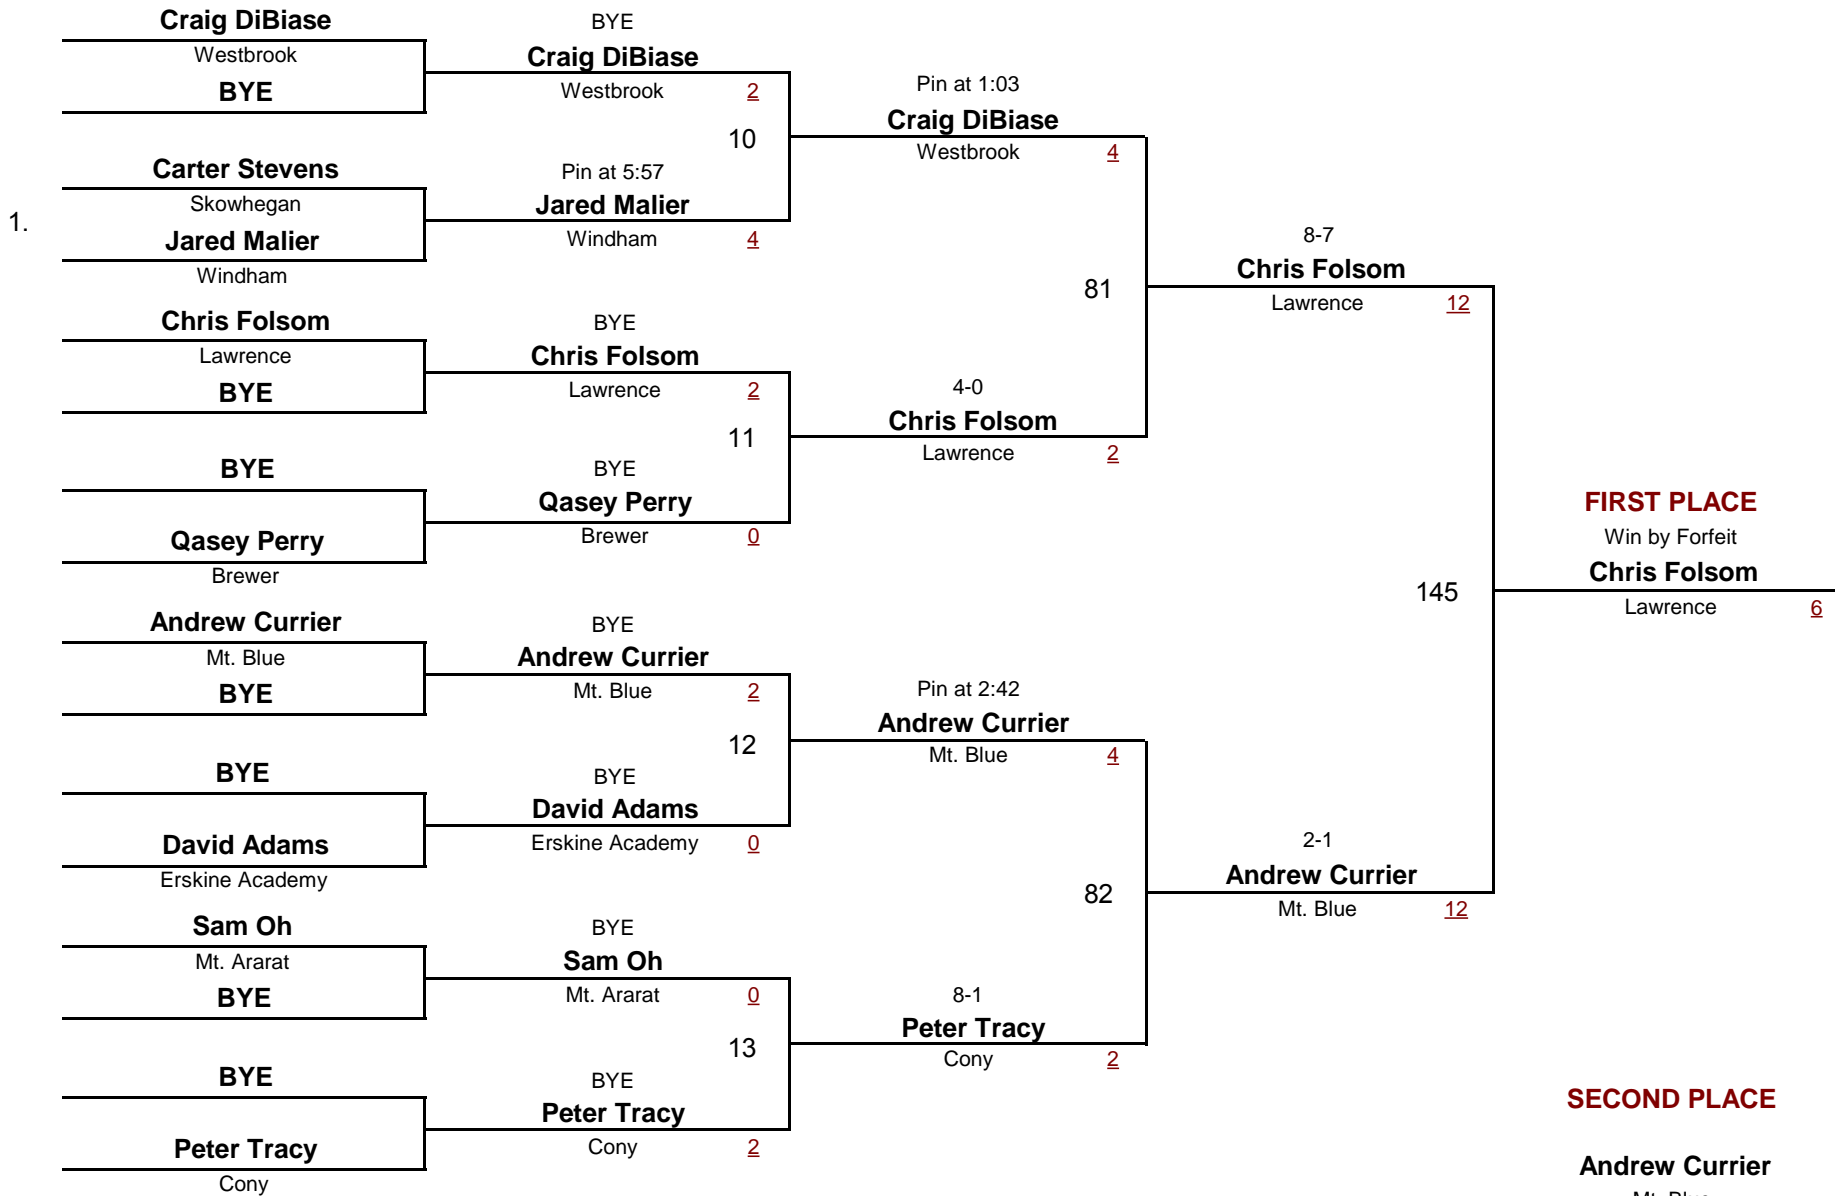 Craig DiBiase
Westbrook
BYE
1.
Carter Stevens
Skowhegan
Jared Malier
Windham
Chris Folsom
Lawrence
BYE
BYE
Qasey Perry
Brewer
Andrew Currier
Mt. Blue
BYE
BYE
David Adams
Erskine Academy
Sam Oh
Mt. Ararat
BYE
BYE
Peter Tracy
Cony
BYE
Craig DiBiase
Westbrook 2
10
Pin at 5:57
Jared Malier
Windham 4
BYE
Chris Folsom
Lawrence 2
11
BYE
Qasey Perry
Brewer 0
BYE
Andrew Currier
Mt. Blue 2
12
BYE
David Adams
Erskine Academy 0
BYE
Sam Oh
Mt. Ararat 0
13
BYE
Peter Tracy
Cony 2
Pin at 1:03
Craig DiBiase
Westbrook 4
81
4-0
Chris Folsom
Lawrence 2
Pin at 2:42
Andrew Currier
Mt. Blue 4
82
8-1
Peter Tracy
Cony 2
8-7
Chris Folsom
Lawrence 12
145
2-1
Andrew Currier
Mt. Blue 12
FIRST PLACE
Win by Forfeit
Chris Folsom
Lawrence 6
SECOND PLACE
Andrew Currier
Mt. Blue